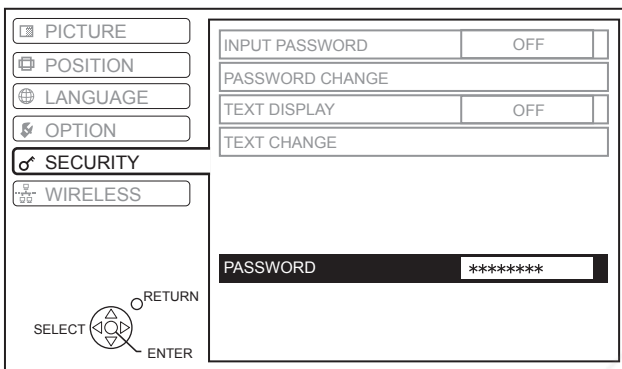 PICTURE
POSITION
LANGUAGE
OPTION
SECURITY
WIRELESS
INPUT PASSWORD OFF
PASSWORD CHANGE
TEXT DISPLAY OFF
TEXT CHANGE
PASSWORD ********
RETURN
SELECT
ENTER